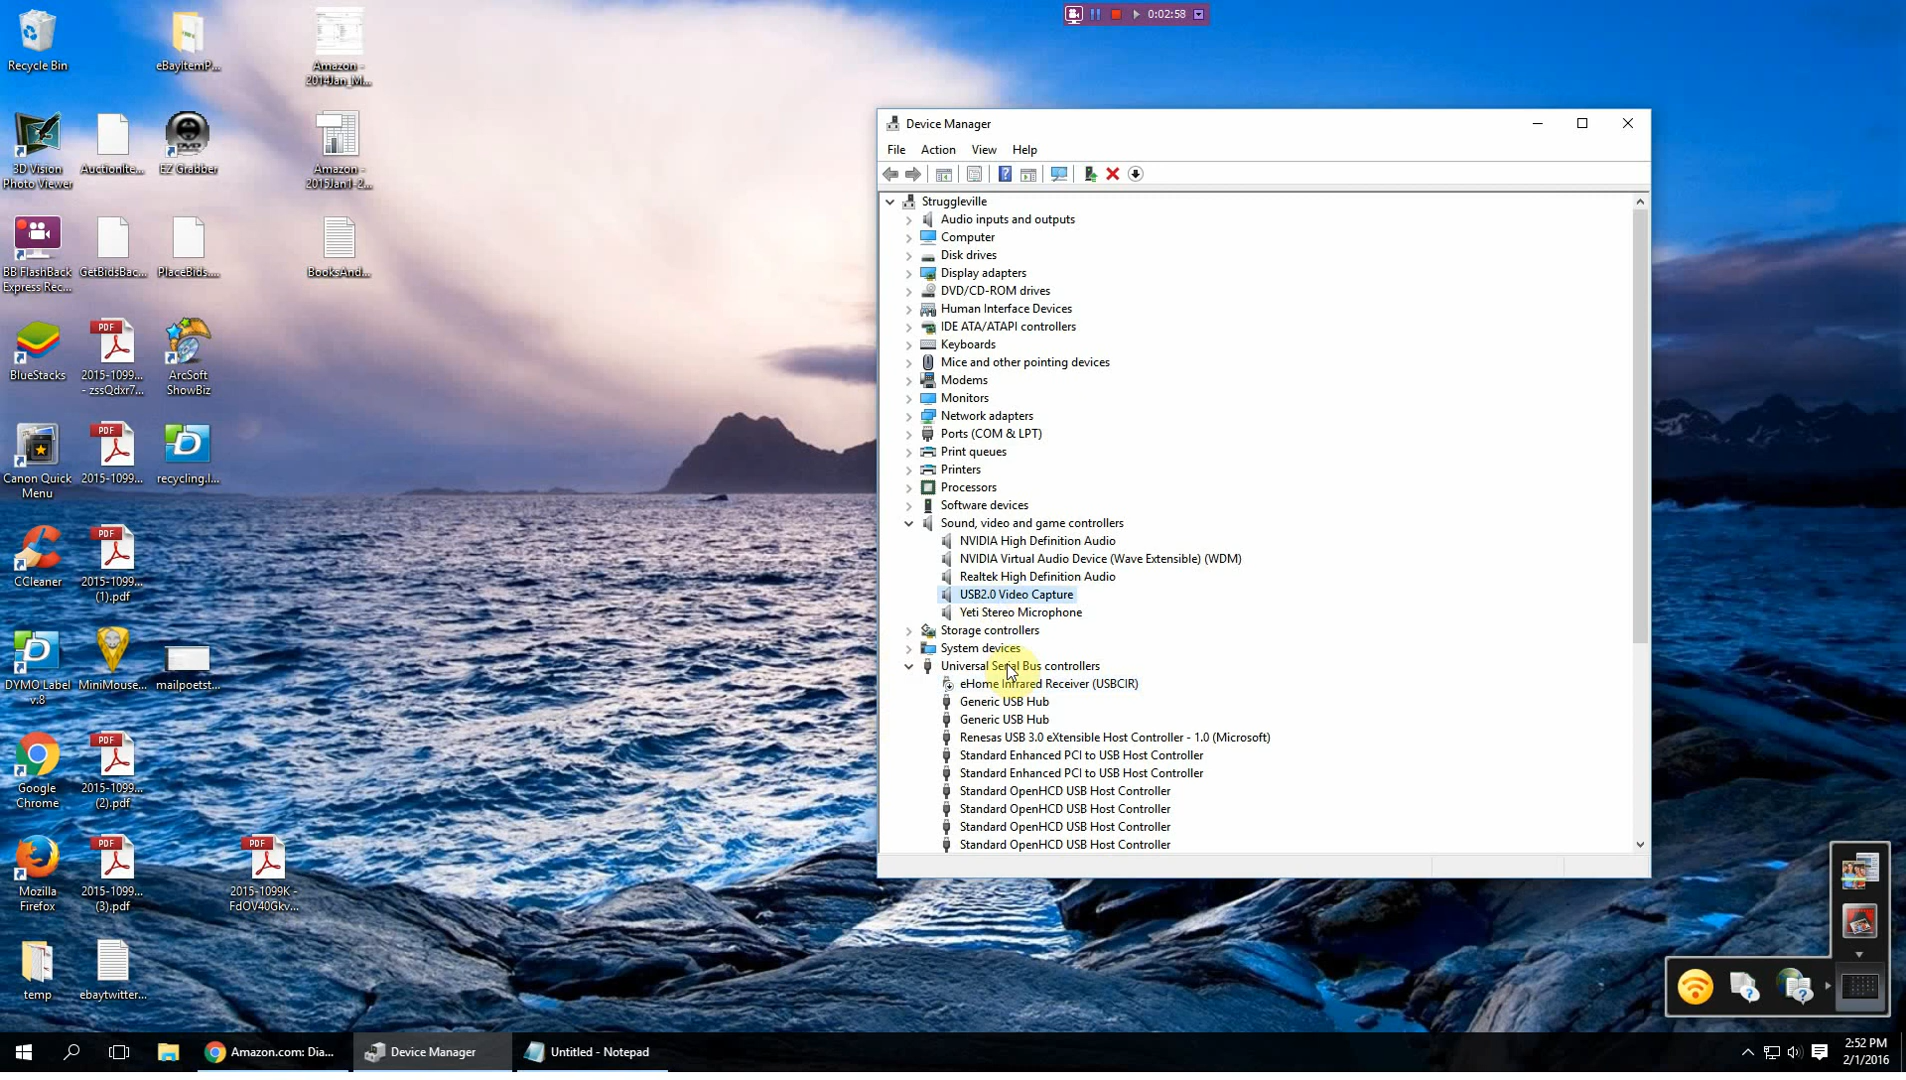 0:02:58
Recycle Bin
eBayItemP...
Amazon -
2014Jan_M...
3D Vision
Photo Viewer
AuctionIte...
EZ Grabber
Amazon -
2015Jan1-2...
BB FlashBack
Express Rec...
GetBidsBac...
PlaceBids....
BooksAnd...
BlueStacks
2015-1099...
- zssQdxr7...
ArcSoft
ShowBiz
Canon Quick
Menu
2015-1099...
recycling.l...
CCleaner
2015-1099...
(1).pdf
DYMO Label
v.8
MiniMouse...
mailpoetst...
Google
Chrome
2015-1099...
(2).pdf
Mozilla
Firefox
2015-1099...
(3).pdf
2015-1099K -
FdOV40Gkv...
temp
ebaytwitter...
Device Manager
File Action View Help
Struggleville
Audio inputs and outputs
Computer
Disk drives
Display adapters
DVD/CD-ROM drives
Human Interface Devices
IDE ATA/ATAPI controllers
Keyboards
Mice and other pointing devices
Modems
Monitors
Network adapters
Ports (COM & LPT)
Print queues
Printers
Processors
Software devices
Sound, video and game controllers
NVIDIA High Definition Audio
NVIDIA Virtual Audio Device (Wave Extensible) (WDM)
Realtek High Definition Audio
USB2.0 Video Capture
Yeti Stereo Microphone
Storage controllers
System devices
Universal Serial Bus controllers
eHome Infrared Receiver (USBCIR)
Generic USB Hub
Generic USB Hub
Renesas USB 3.0 eXtensible Host Controller - 1.0 (Microsoft)
Standard Enhanced PCI to USB Host Controller
Standard Enhanced PCI to USB Host Controller
Standard OpenHCD USB Host Controller
Standard OpenHCD USB Host Controller
Standard OpenHCD USB Host Controller
Standard OpenHCD USB Host Controller
Amazon.com: Dia...
Device Manager
Untitled - Notepad
2:52 PM
2/1/2016